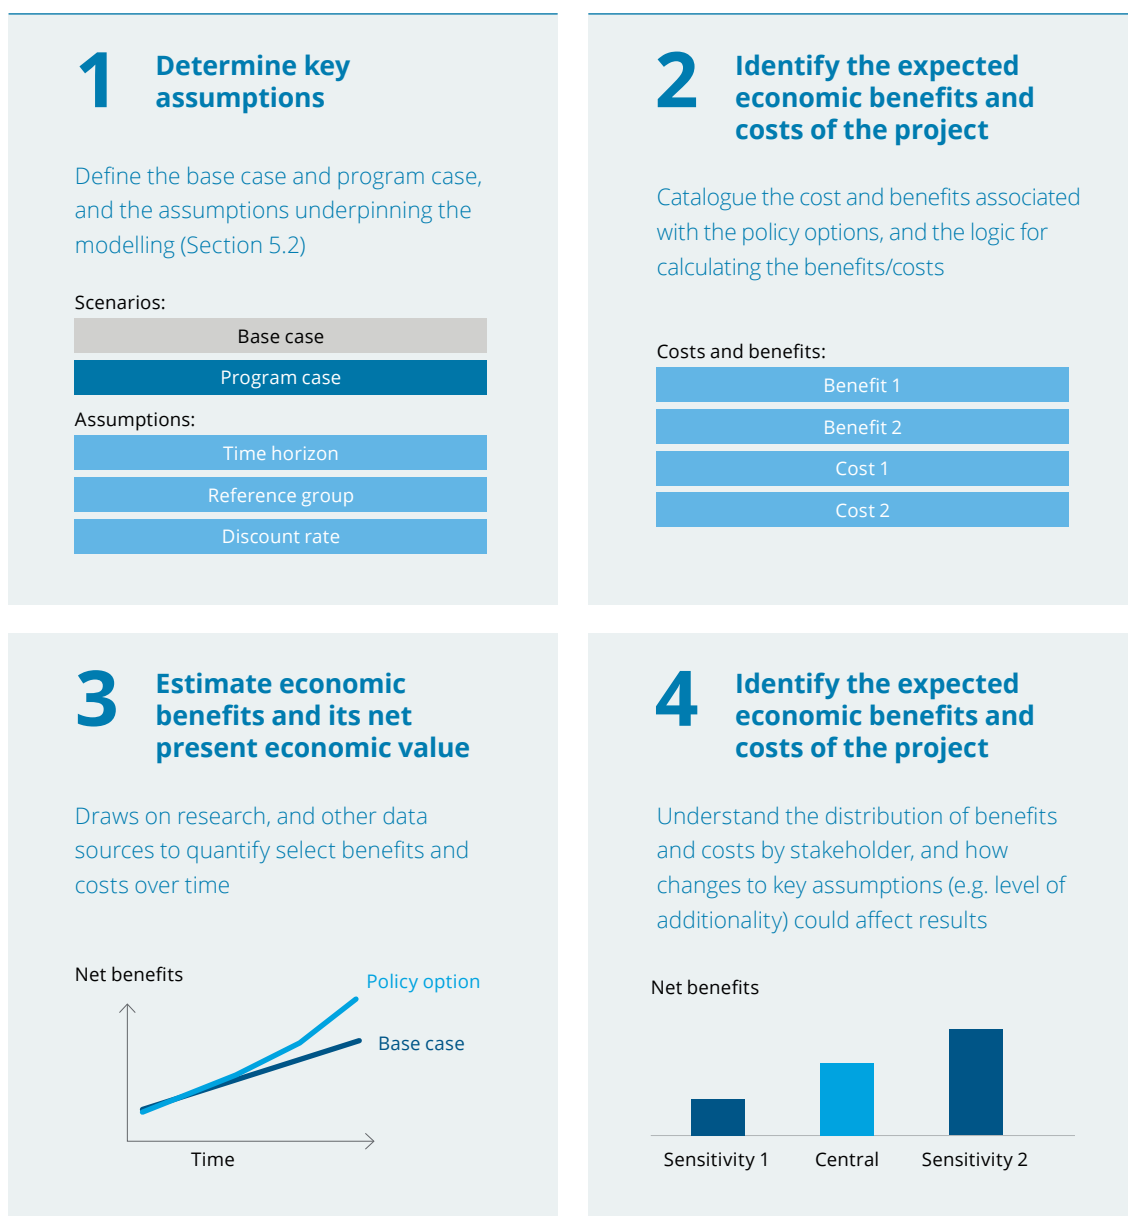 1
Determine key
assumptions
Define the base case and program case,
and the assumptions underpinning the
modelling (Section 5.2)
Scenarios:
Base case
Program case
Assumptions:
Time horizon
Reference group
Discount rate
2
Identify the expected
economic benefits and
costs of the project
Catalogue the cost and benefits associated
with the policy options, and the logic for
calculating the benefits/costs
Costs and benefits:
Benefit 1
Benefit 2
Cost 1
Cost 2
3
Estimate economic
benefits and its net
present economic value
Draws on research, and other data
sources to quantify select benefits and
costs over time
Net benefits
Policy option
Base case
Time
4
Identify the expected
economic benefits and
costs of the project
Understand the distribution of benefits
and costs by stakeholder, and how
changes to key assumptions (e.g. level of
additionality) could affect results
Net benefits
Sensitivity 1
Central
Sensitivity 2